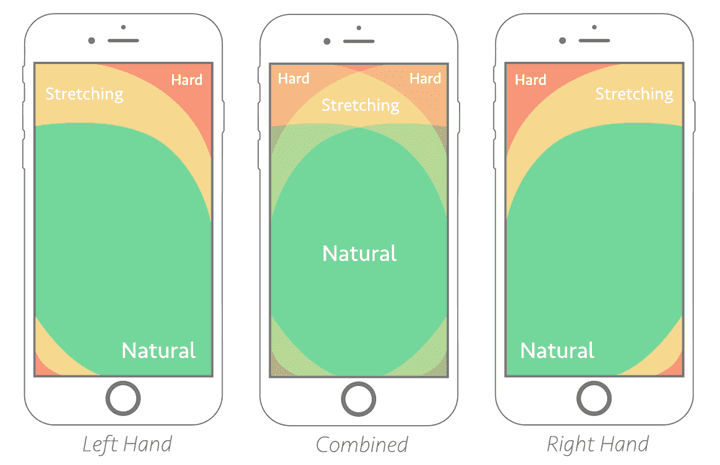 Hard
Stretching
Natural
Left Hand
Hard
Hard
Stretching
Natural
Combined
Hard
Stretching
Natural
Right Hand